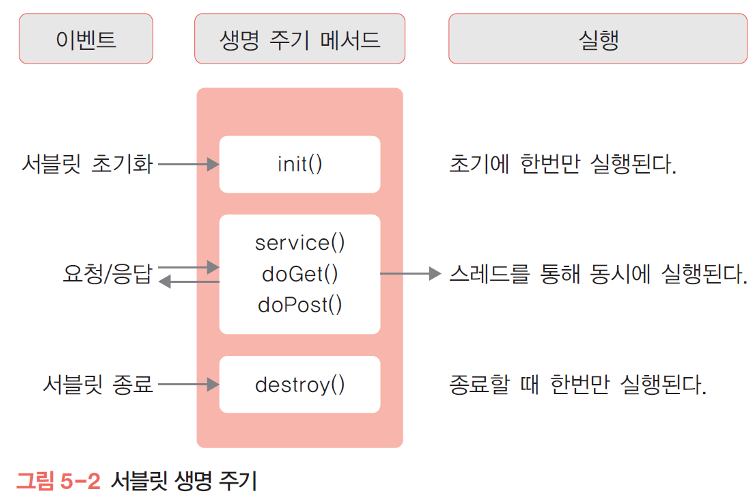 이벤트 생명 주기 메서드 실행
서블릿 초기화 init() 초기에 한번만 실행된다.
service()
요청/응답 doGet() 스레드를 통해 동시에 실행된다.
doPost()
서블릿 종료 destroy() 종료할 때 한번만 실행된다.
그림 5-2 서블릿 생명 주기